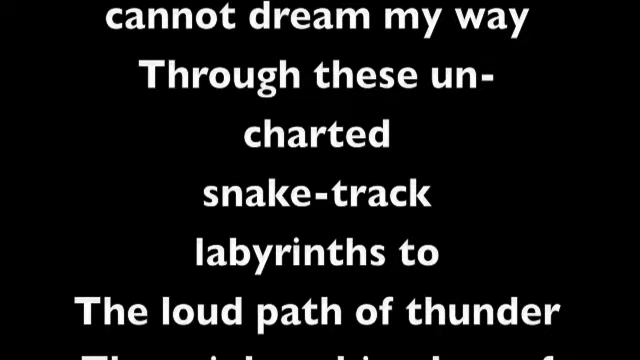 cannot dream my way
Through these un-
charted
snake-track
labyrinths to
The loud path of thunder